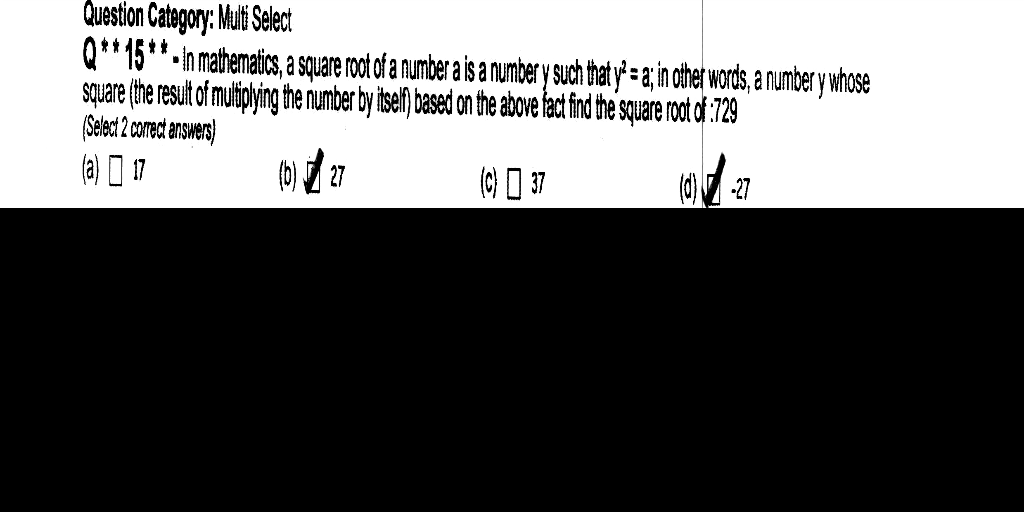 Question Category: Multi Select
Q**15** - In mathematics, a square root of a number a is a number y such that y² = a; in other words, a number y whose
square (the result of multiplying the number by itself) based on the above fact find the square root of :729
(Select 2 correct answers)
(a) 17 (b) 27 (c) 37 (d) -27